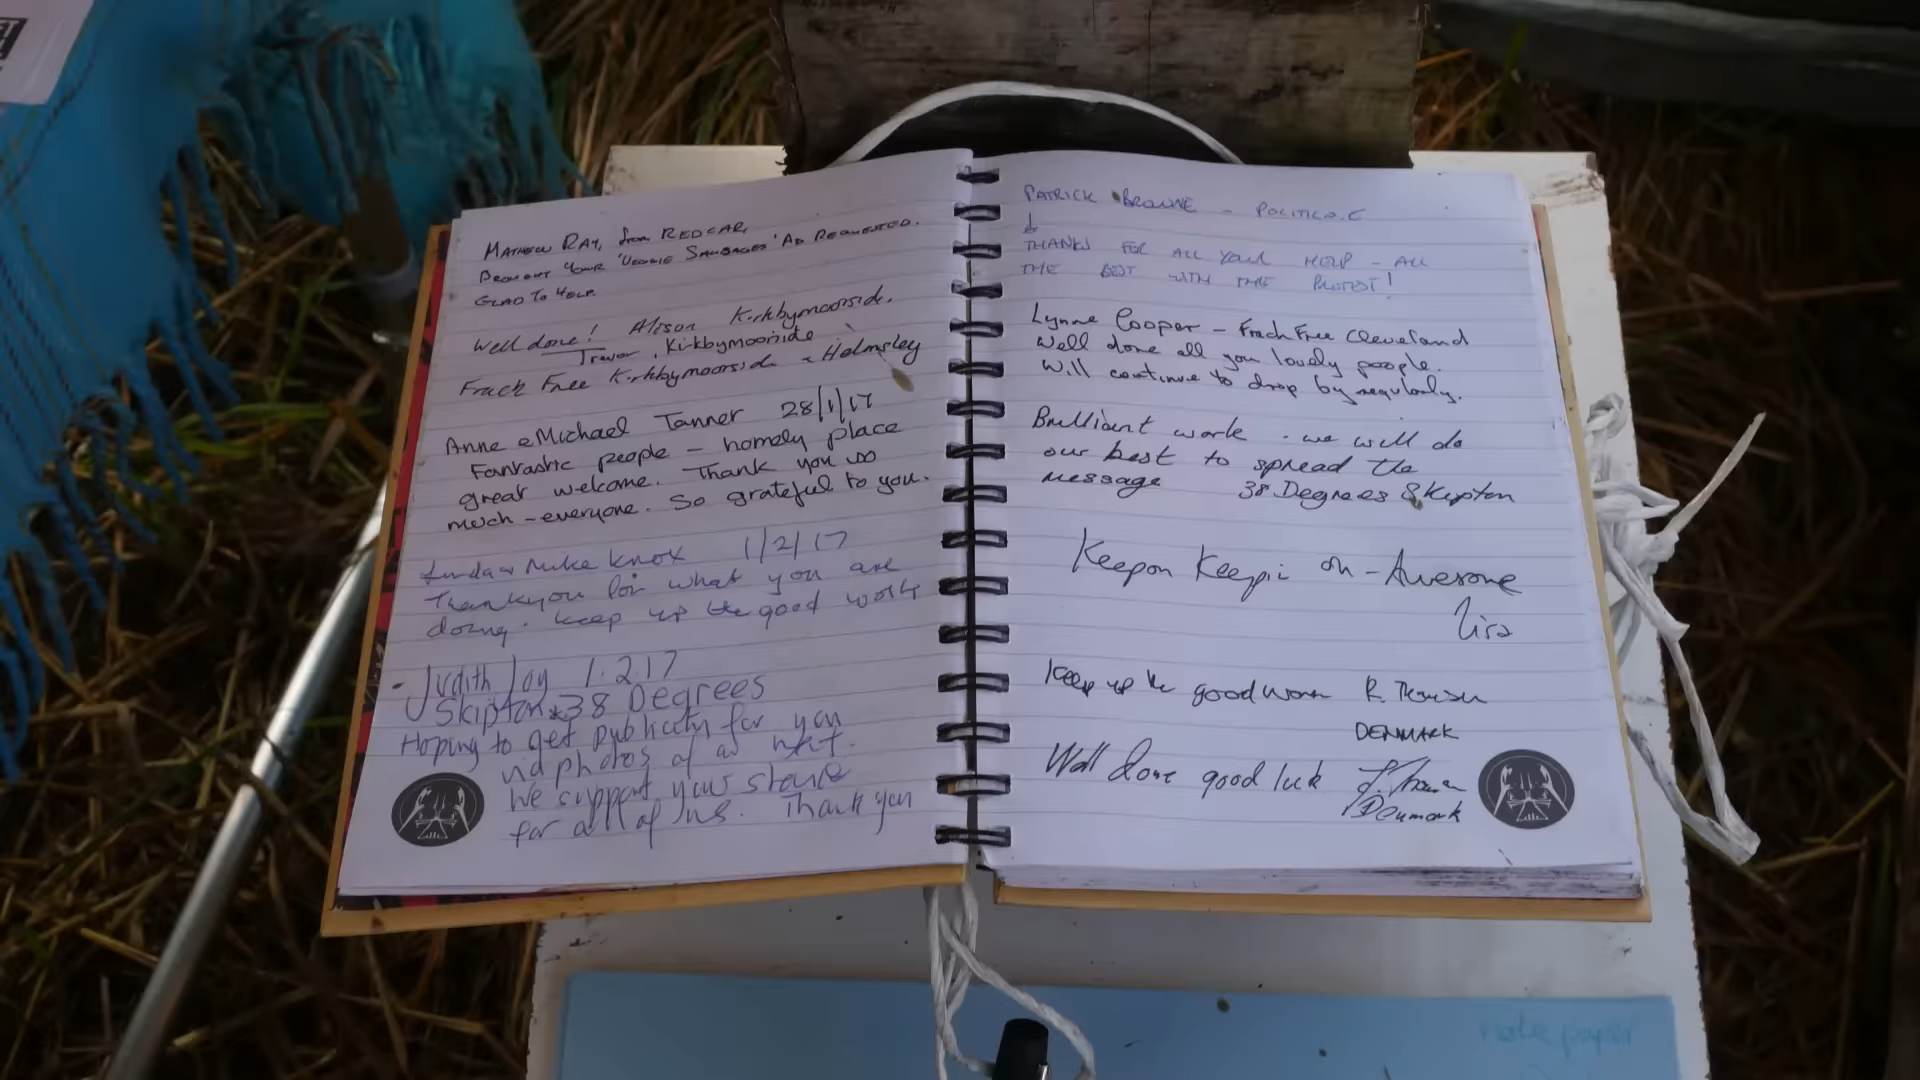 MATHEW RAY, from REDCAR,
BROUGHT YOUR 'VEGGIE SAUSAGES' AS REQUESTED.
GLAD TO HELP.
Well done! Alison Kirkbymoorside.
Trevor, Kirkbymoorside
Frack Free Kirkbymoorside & Helmsley
Anne & Michael Tanner 28/1/17
Fantastic people – homely place
great welcome. Thank you so
much – everyone. So grateful to you.
Linda & Mike Knox 1/2/17
Thankyou for what you are
doing. Keep up the good work
- Judith Joy 1.2.17
Skipton 38 Degrees
Hoping to get publicity for you
photos of us
We support your stance
for all of us. Thank you
PATRICK BROWNE -
THANKS FOR ALL YOUR HELP - ALL
THE BEST WITH THE PROTEST!
Lynne Cooper – Frack Free Cleveland
Well done all you lovely people.
Will continue to drop by regularly.
Brilliant work - we will do
our best to spread the
message 38 Degrees Skipton
Keep on Keepin on - Awesome
Lisa
Keep up the good work R.
DENMARK
Well done good luck
Denmark
note paper